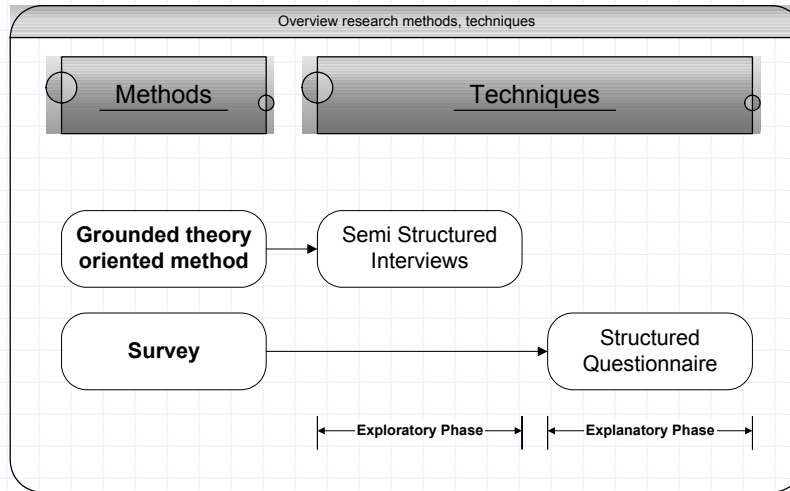 Overview research methods, techniques
Methods
Techniques
Grounded theory
oriented method
Semi Structured
Interviews
Survey
Structured
Questionnaire
Exploratory Phase
Explanatory Phase